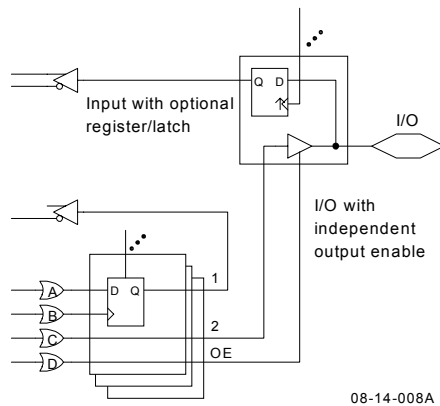 Q D
Input with optional
register/latch
I/O
I/O with
independent
output enable
D Q
1
A
B
2
C
OE
D
08-14-008A